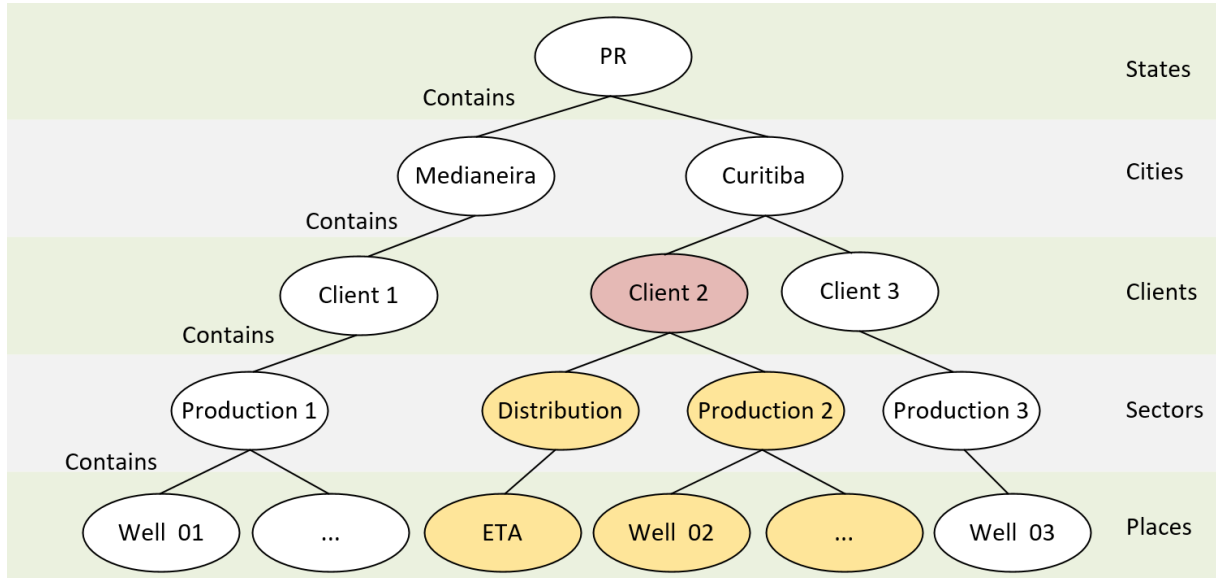 PR
States
Contains
Medianeira
Curitiba
Cities
Contains
Client 1
Client 2
Client 3
Clients
Contains
Production 1
Distribution
Production 2
Production 3
Sectors
Contains
Well 01
...
ETA
Well 02
...
Well 03
Places